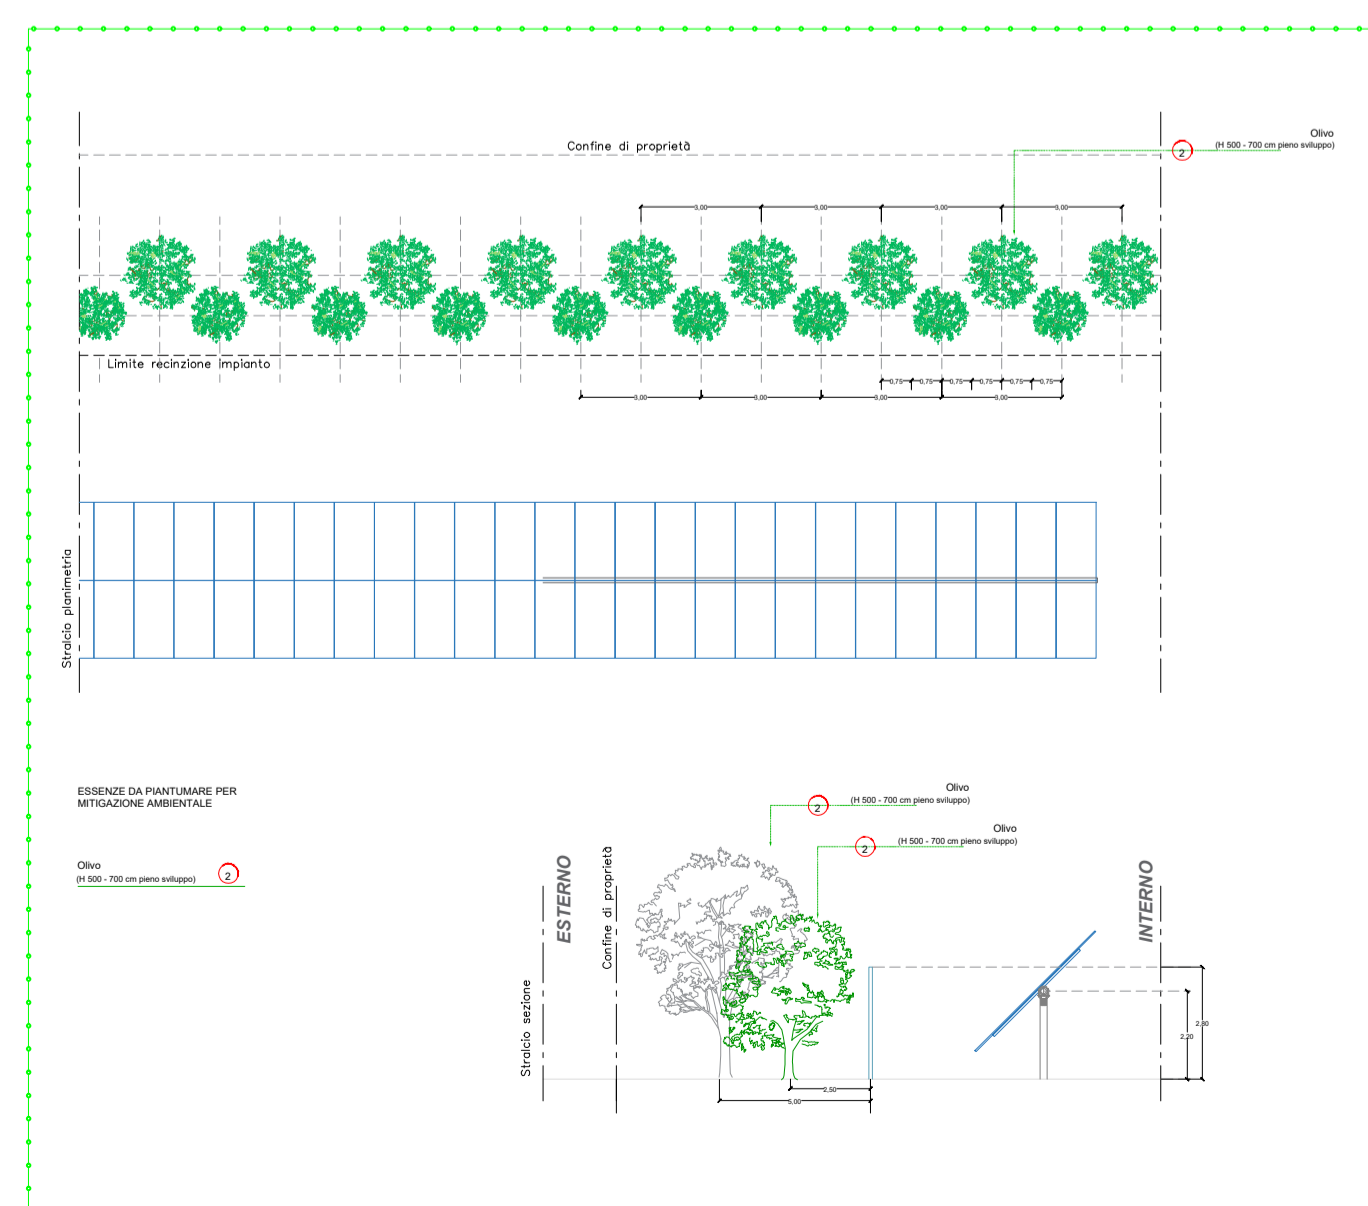 Confine di proprietà
Olivo
(H 500 - 700 cm pieno sviluppo)
2
3,00
3,00
3,00
3,00
Limite recinzione impianto
0,75
0,75
0,75
0,75
0,75
0,75
3,00
3,00
3,00
3,00
Stralcio planimetria
ESSENZE DA PIANTUMARE PER
MITIGAZIONE AMBIENTALE
Olivo
(H 500 - 700 cm pieno sviluppo)
2
Olivo
(H 500 - 700 cm pieno sviluppo)
2
Olivo
(H 500 - 700 cm pieno sviluppo)
2
Stralcio sezione
ESTERNO
Confine di proprietà
INTERNO
2,80
2,20
2,50
5,00